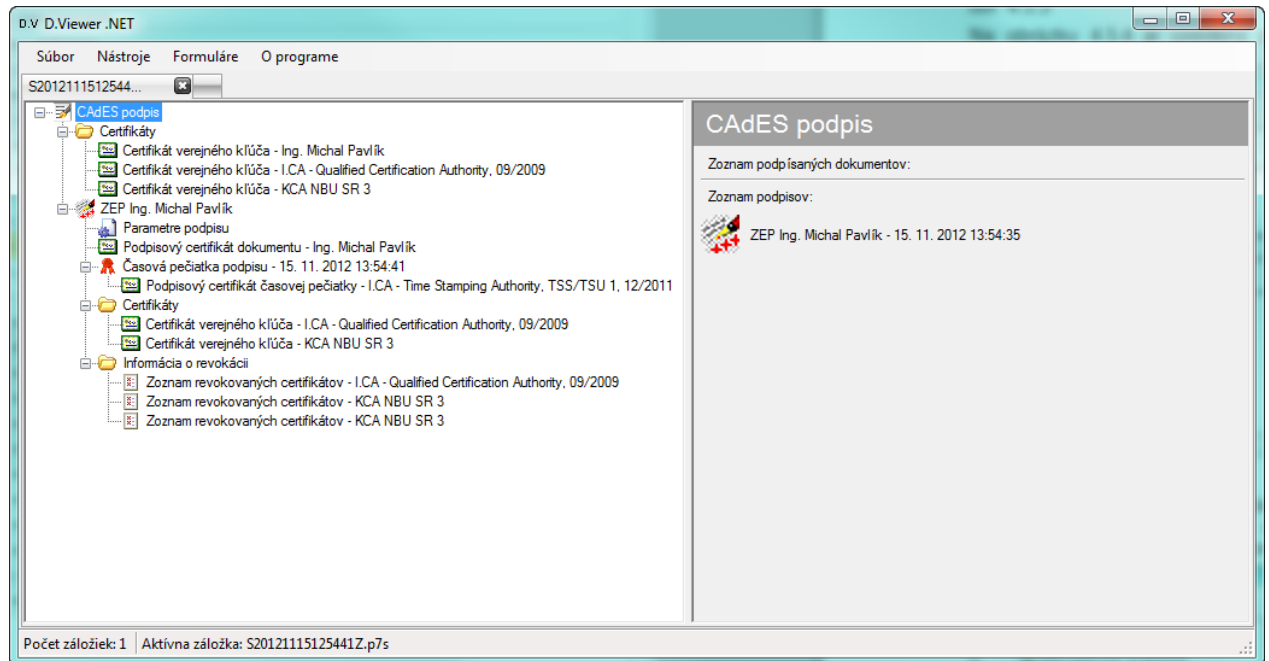 D.V D.Viewer .NET
Súbor Nástroje Formuláre O programe
S2012111512544...
CAdES podpis
Certifikáty
Certifikát verejného kľúča - Ing. Michal Pavlík
Certifikát verejného kľúča - I.CA - Qualified Certification Authority, 09/2009
Certifikát verejného kľúča - KCA NBU SR 3
ZEP Ing. Michal Pavlík
Parametre podpisu
Podpisový certifikát dokumentu - Ing. Michal Pavlík
Časová pečiatka podpisu - 15. 11. 2012 13:54:41
Podpisový certifikát časovej pečiatky - I.CA - Time Stamping Authority, TSS/TSU 1, 12/2011
Certifikáty
Certifikát verejného kľúča - I.CA - Qualified Certification Authority, 09/2009
Certifikát verejného kľúča - KCA NBU SR 3
Informácia o revokácii
Zoznam revokovaných certifikátov - I.CA - Qualified Certification Authority, 09/2009
Zoznam revokovaných certifikátov - KCA NBU SR 3
Zoznam revokovaných certifikátov - KCA NBU SR 3
CAdES podpis
Zoznam podpísaných dokumentov:
Zoznam podpisov:
ZEP Ing. Michal Pavlík - 15. 11. 2012 13:54:35
Počet záložiek: 1 Aktívna záložka: S20121115125441Z.p7s